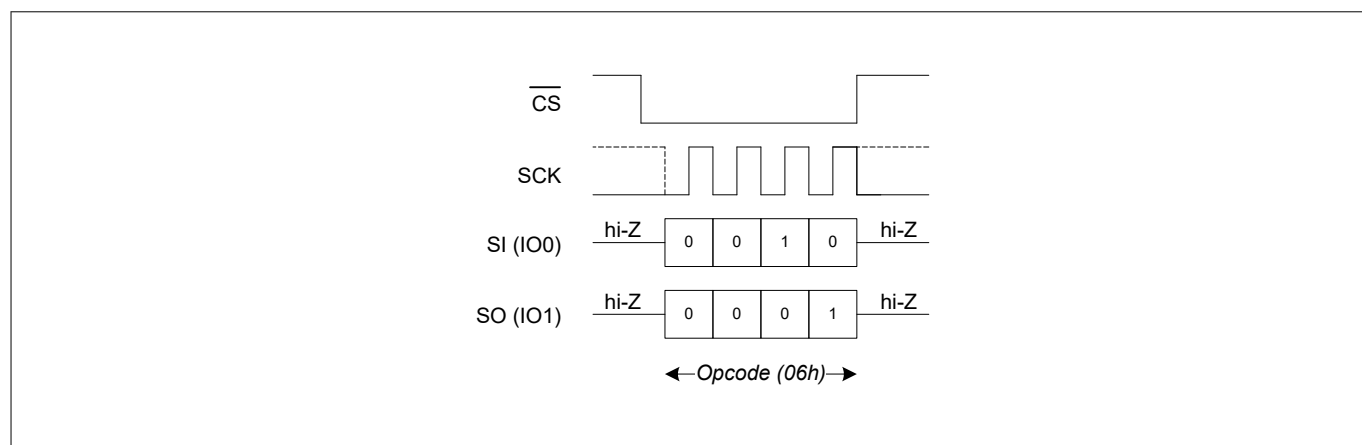 CS
SCK
hi-Z hi-Z
SI (IO0) 0 0 1 0
hi-Z hi-Z
SO (IO1) 0 0 0 1
Opcode (06h)